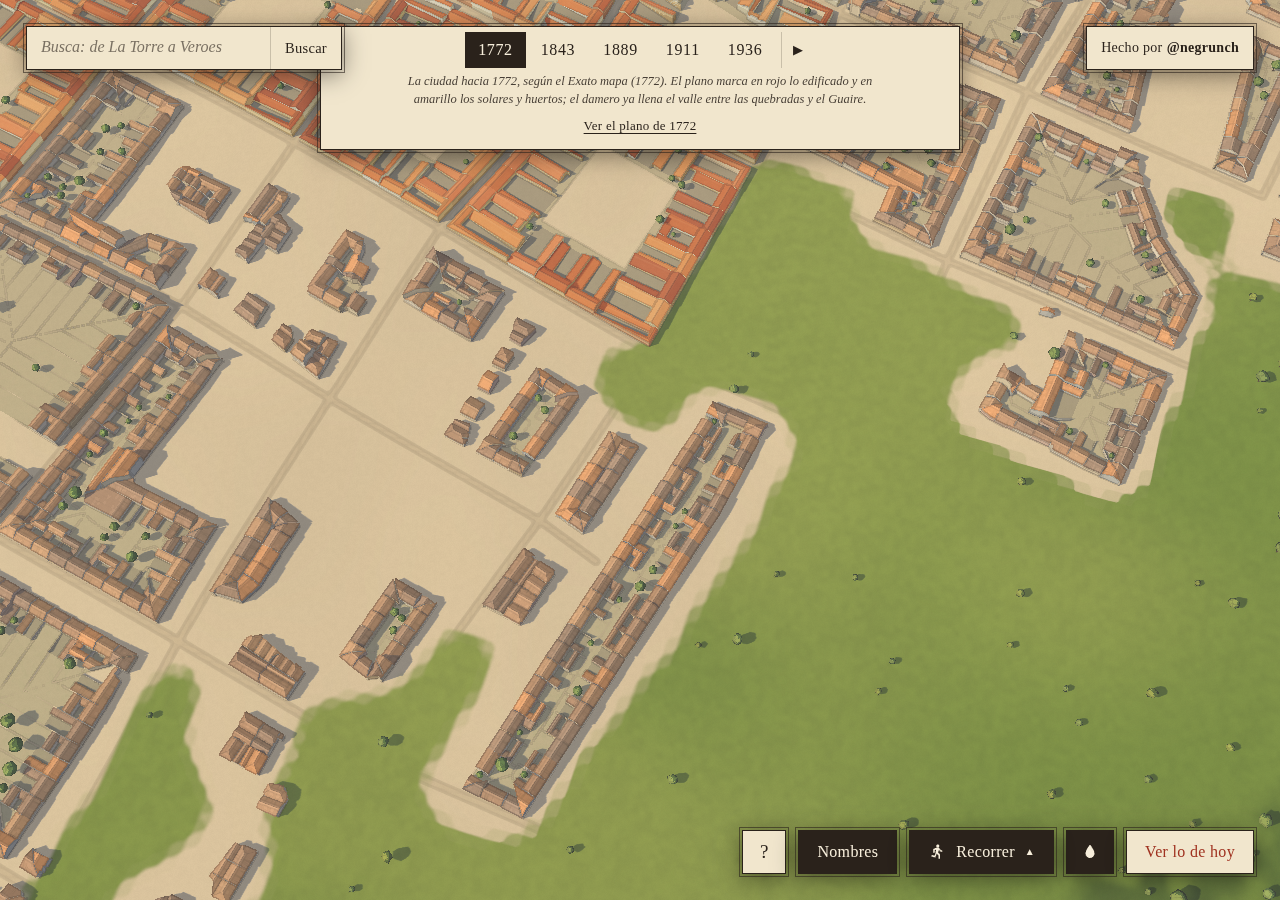 Busca: de La Torre a Veroes
Buscar
1772 1843 1889 1911 1936 ▶
La ciudad hacia 1772, según el Exato mapa (1772). El plano marca en rojo lo edificado y en
amarillo los solares y huertos; el damero ya llena el valle entre las quebradas y el Guaire.
Ver el plano de 1772
Hecho por @negrunch
?
Nombres
Recorrer ▲
Ver lo de hoy